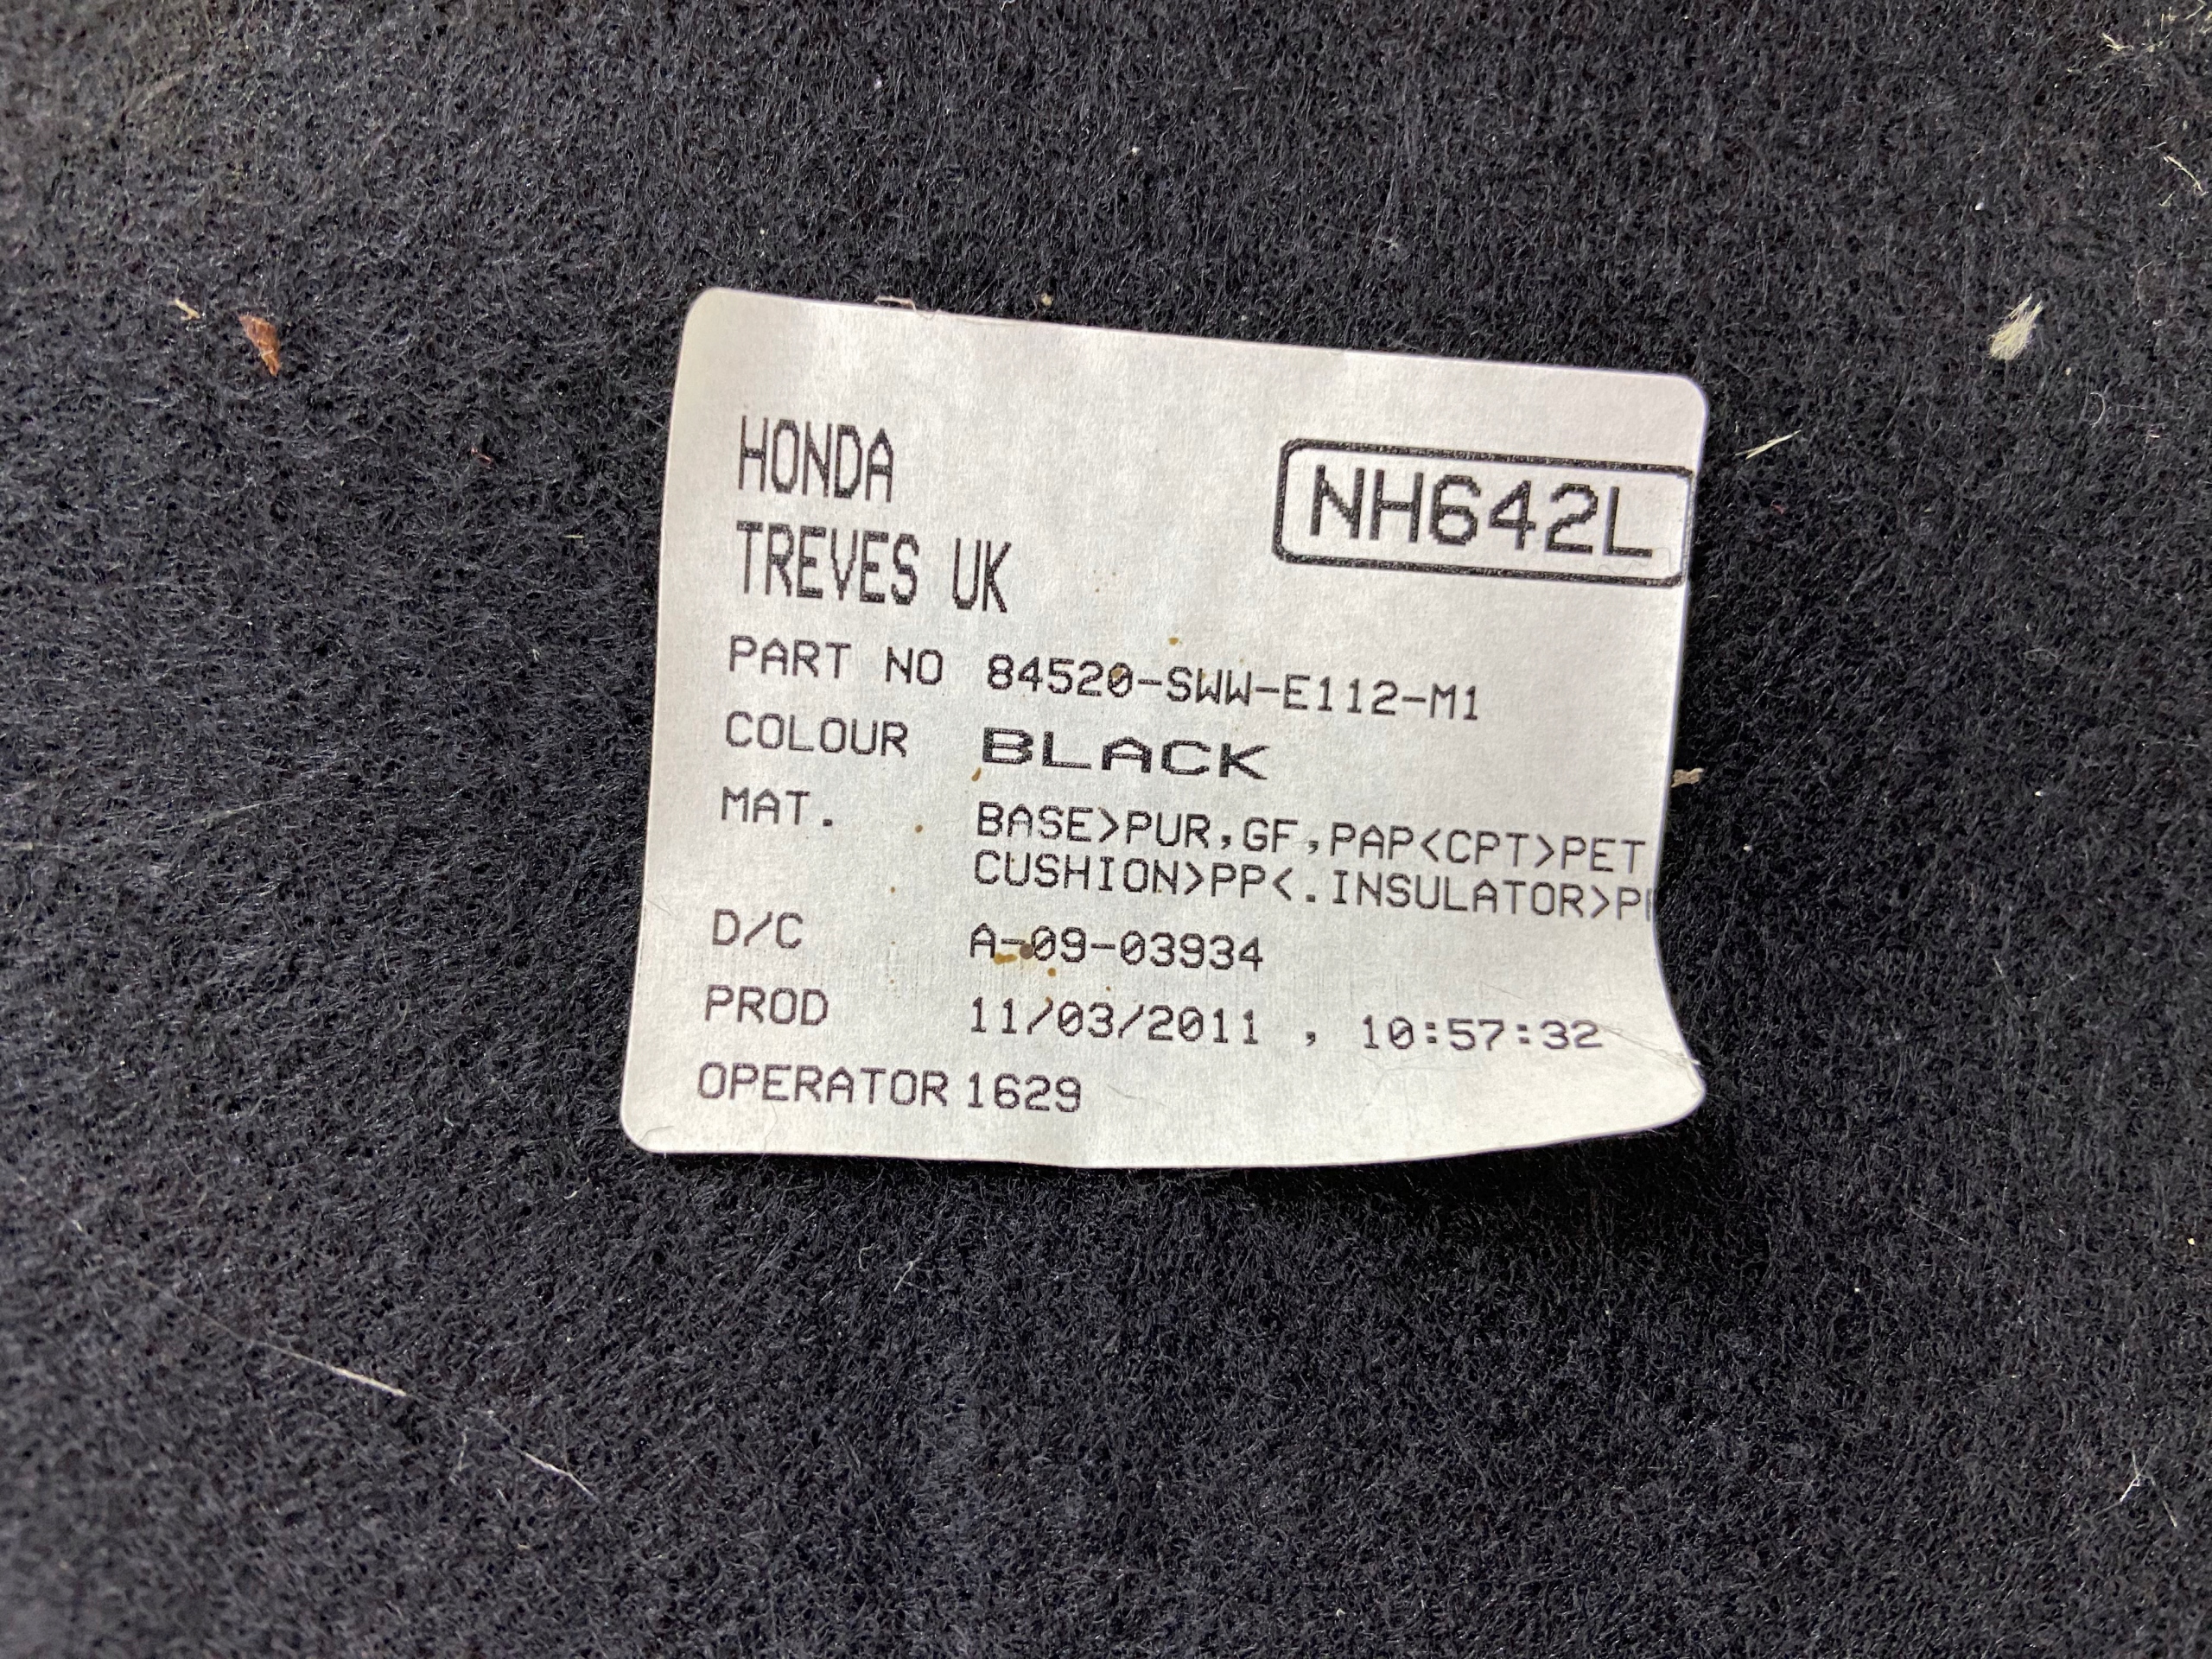 HONDA
NH642L
TREVES UK
PART NO 84520-SWW-E112-M1
COLOUR BLACK
MAT. BASE>PUR,GF,PAP<CPT>PET
CUSHION>PP<.INSULATOR>P
D/C A-09-03934
PROD 11/03/2011 , 10:57:32
OPERATOR 1629